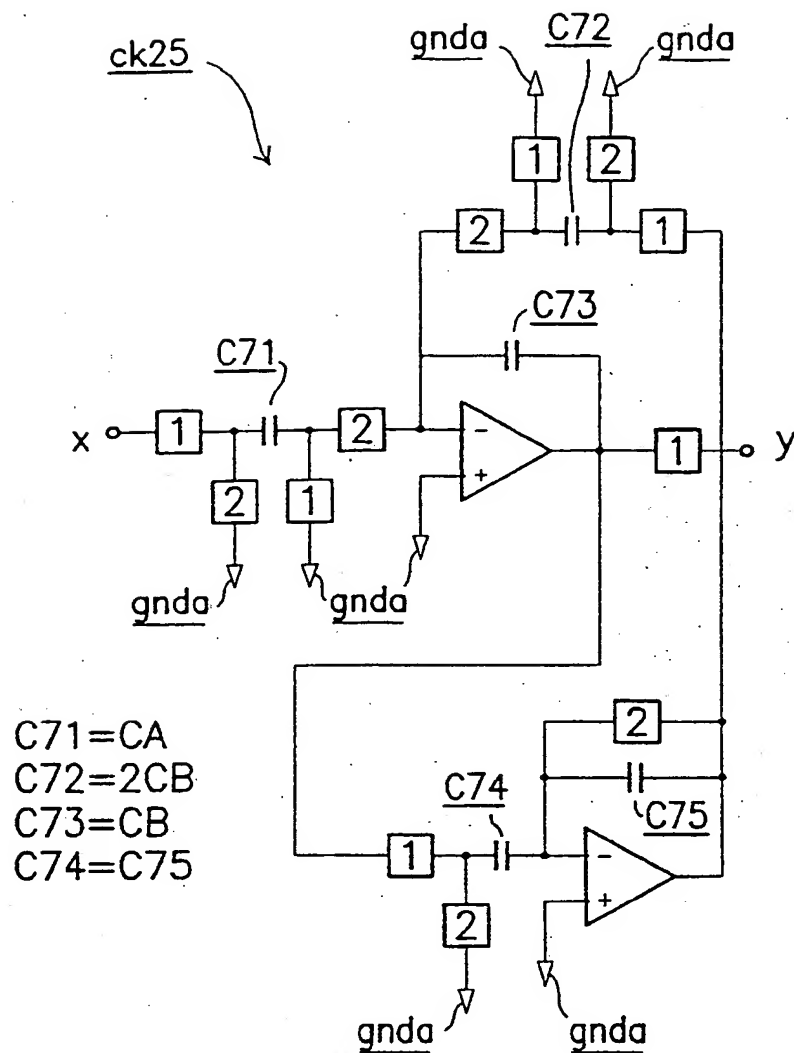 ck25
gnda
C72
gnda
1
2
2
1
C73
C71
x
1
2
-
+
1
y
2
1
gnda
gnda
C71=CA
C72=2CB
C73=CB
C74=C75
2
C74
C75
1
-
+
2
gnda
gnda